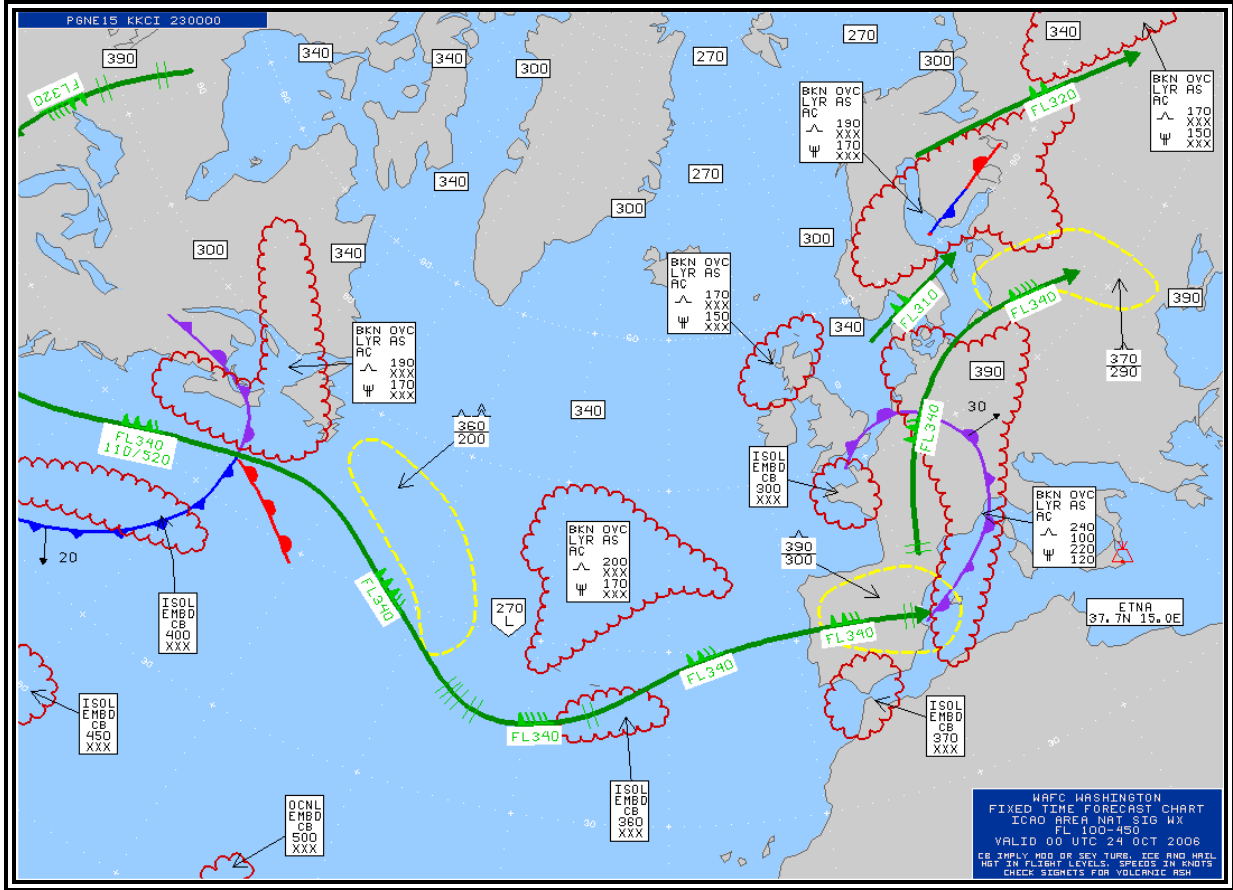 PGNE15 KKCI 230000
390
340
340
300
270
270
300
340
FL320
BKN OVC
LYR AS
AC
190
XXX
170
XXX
FL320
BKN OVC
LYR AS
AC
170
XXX
150
XXX
340
270
300
300
340
300
BKN OVC
LYR AS
AC
170
XXX
150
XXX
FL310
340
FL340
390
370
290
BKN OVC
LYR AS
AC
190
XXX
170
XXX
390
340
30
FL340
360
200
FL340
110/520
ISOL
EMBD
CB
300
XXX
BKN OVC
LYR AS
AC
240
100
220
120
BKN OVC
LYR AS
AC
200
XXX
170
XXX
390
300
20
ISOL
EMBD
CB
400
XXX
FL340
270
L
ETNA
37.7N 15.0E
FL340
FL340
30
ISOL
EMBD
CB
450
XXX
ISOL
EMBD
CB
370
XXX
FL340
30
ISOL
EMBD
CB
360
XXX
30
OCNL
EMBD
CB
500
XXX
WAFC WASHINGTON
FIXED TIME FORECAST CHART
ICAO AREA NAT SIG WX
FL 100-450
VALID 00 UTC 24 OCT 2006
CB IMPLY MOD OR SEV TURB. ICE AND HAIL
HGT IN FLIGHT LEVELS. SPEEDS IN KNOTS
CHECK SIGMETS FOR VOLCANIC ASH